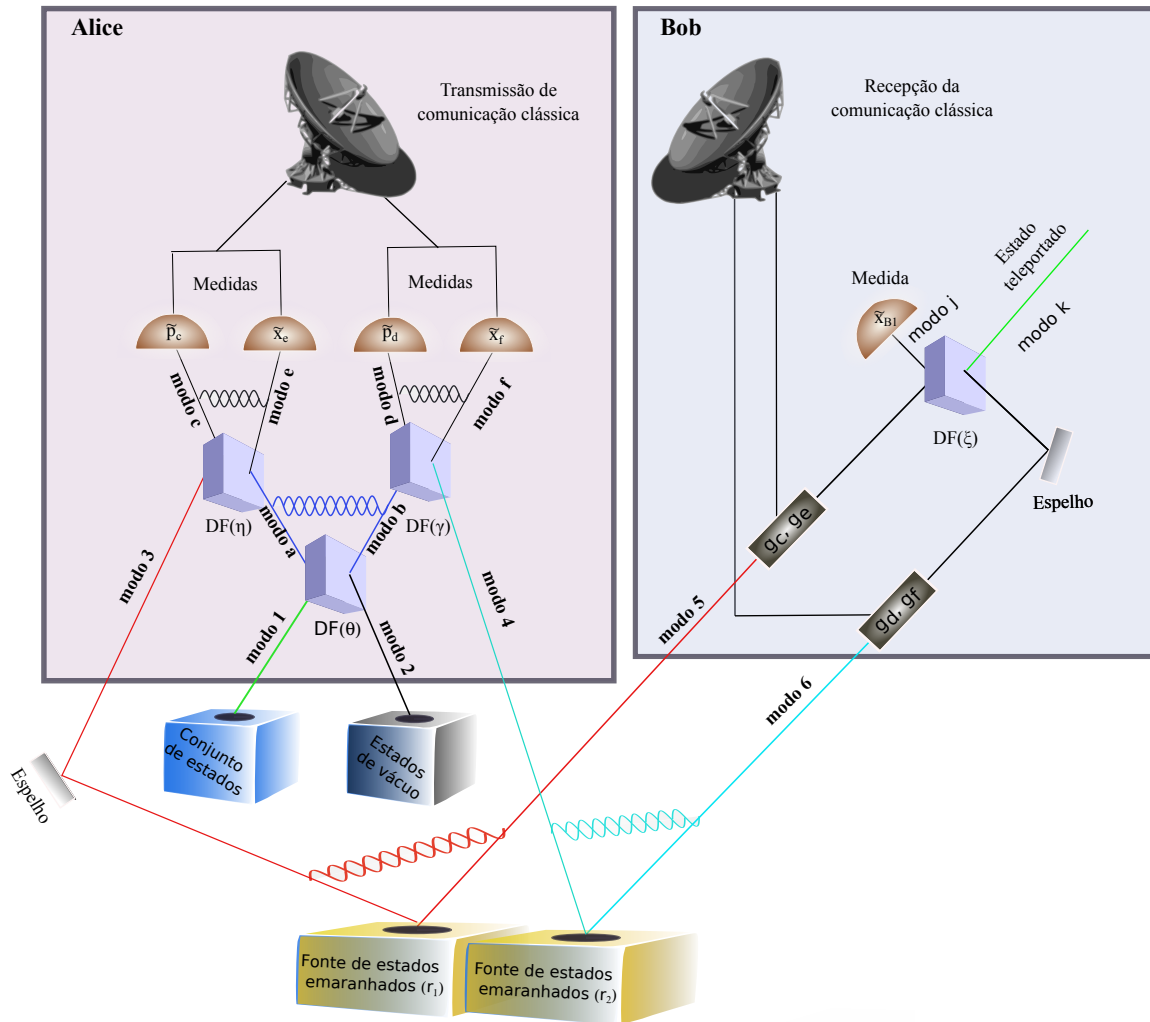 Alice
Bob
Transmissão de
comunicação clássica
Recepção da
comunicação clássica
Medidas
Medidas
p̃c
x̃e
p̃d
x̃f
modo c
modo e
modo d
modo f
DF(η)
DF(γ)
modo a
modo b
DF(θ)
modo 3
modo 1
modo 2
modo 4
Medida
x̃B1
modo j
Estado
teleportado
modo k
DF(ξ)
Espelho
gc, ge
gd, gf
modo 5
modo 6
Conjunto
de estados
Estados
de vácuo
Espelho
Fonte de estados
emaranhados (r1)
Fonte de estados
emaranhados (r2)